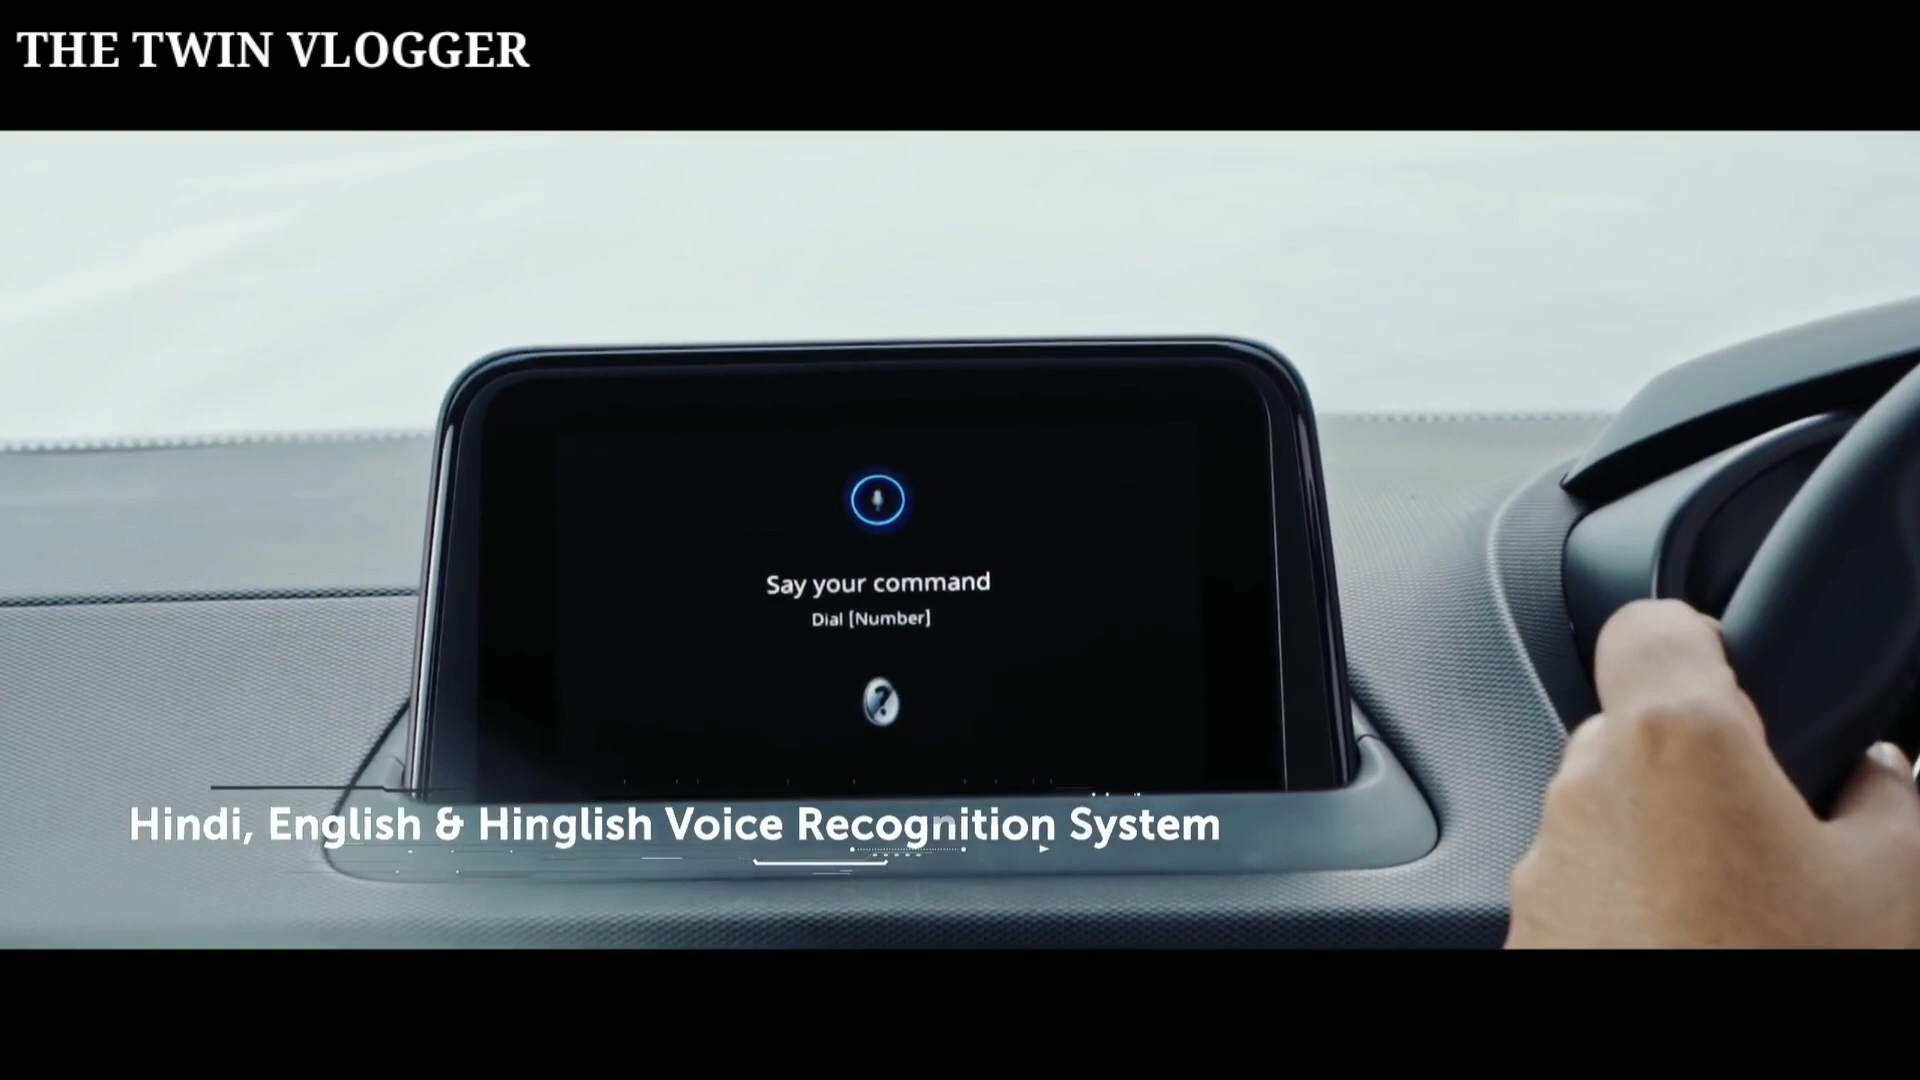 THE TWIN VLOGGER
Say your command
Dial [Number]
?
Hindi, English & Hinglish Voice Recognition System